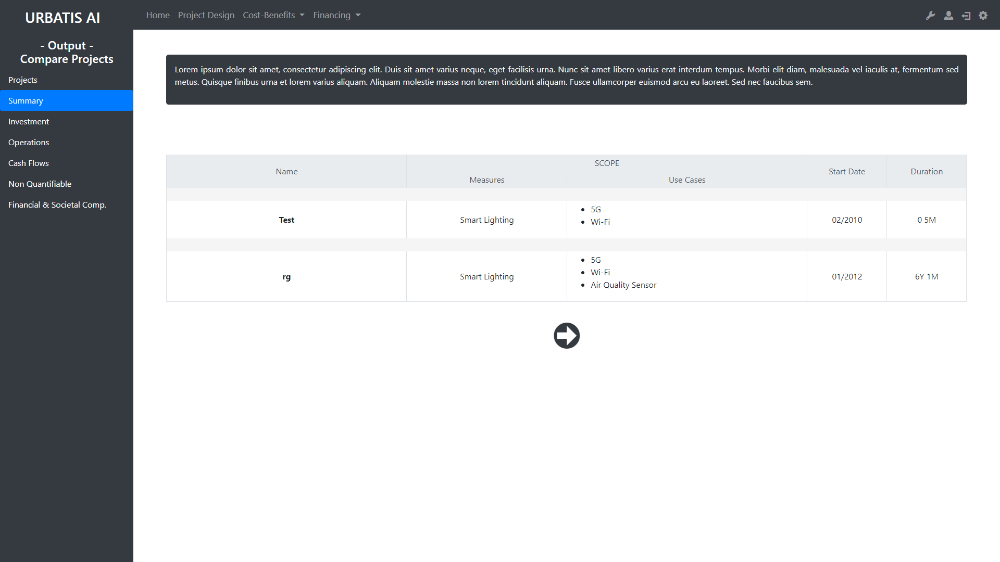 URBATIS AI
Home Project Design Cost-Benefits Financing
- Output -
Compare Projects
Projects
Summary
Investment
Operations
Cash Flows
Non Quantifiable
Financial & Societal Comp.
Lorem ipsum dolor sit amet, consectetur adipiscing elit. Duis sit amet varius neque, eget facilisis urna. Nunc sit amet libero varius erat interdum tempus. Morbi elit diam, malesuada vel iaculis at, fermentum sed
metus. Quisque finibus urna et lorem varius aliquam. Aliquam molestie massa non lorem tincidunt aliquam. Fusce ullamcorper euismod arcu eu laoreet. Sed nec faucibus sem.
SCOPE
Name Start Date Duration
Measures Use Cases
5G
Test Smart Lighting 02/2010 0 5M
Wi-Fi
5G
Wi-Fi
rg Smart Lighting 01/2012 6Y 1M
Air Quality Sensor